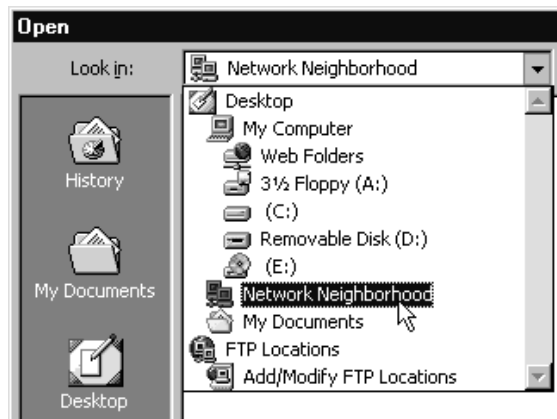 Open
Look in:
Network Neighborhood
Desktop
My Computer
Web Folders
3½ Floppy (A:)
(C:)
Removable Disk (D:)
(E:)
Network Neighborhood
My Documents
FTP Locations
Add/Modify FTP Locations
History
My Documents
Desktop